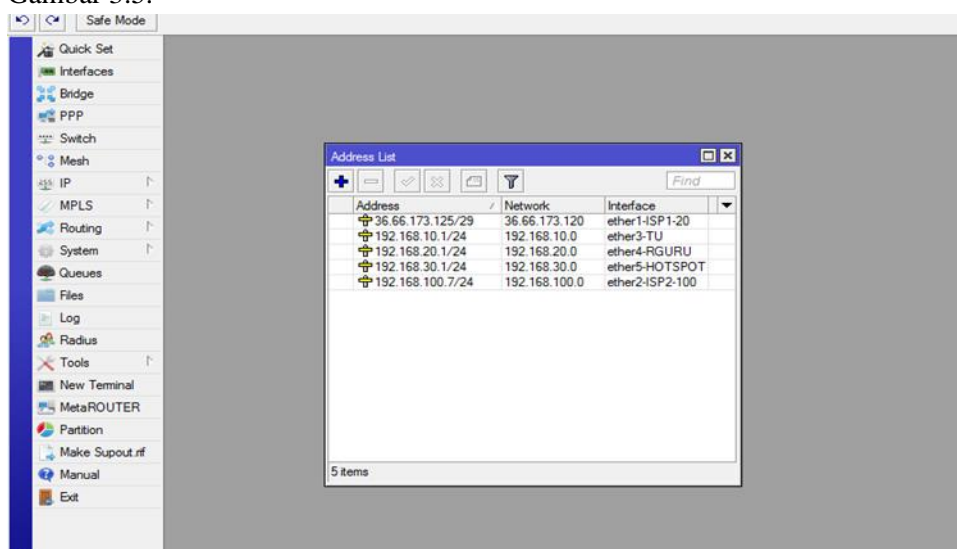 Safe Mode
Quick Set
Interfaces
Bridge
PPP
Switch
Mesh
IP
MPLS
Routing
System
Queues
Files
Log
Radius
Tools
New Terminal
MetaROUTER
Partition
Make Supout.rif
Manual
Exit
Address List
Find
Address Network Interface
36.66.173.125/29 36.66.173.120 ether1-ISP1-20
192.168.10.1/24 192.168.10.0 ether3-TU
192.168.20.1/24 192.168.20.0 ether4-RGURU
192.168.30.1/24 192.168.30.0 ether5-HOTSPOT
192.168.100.7/24 192.168.100.0 ether2-ISP2-100
5 items